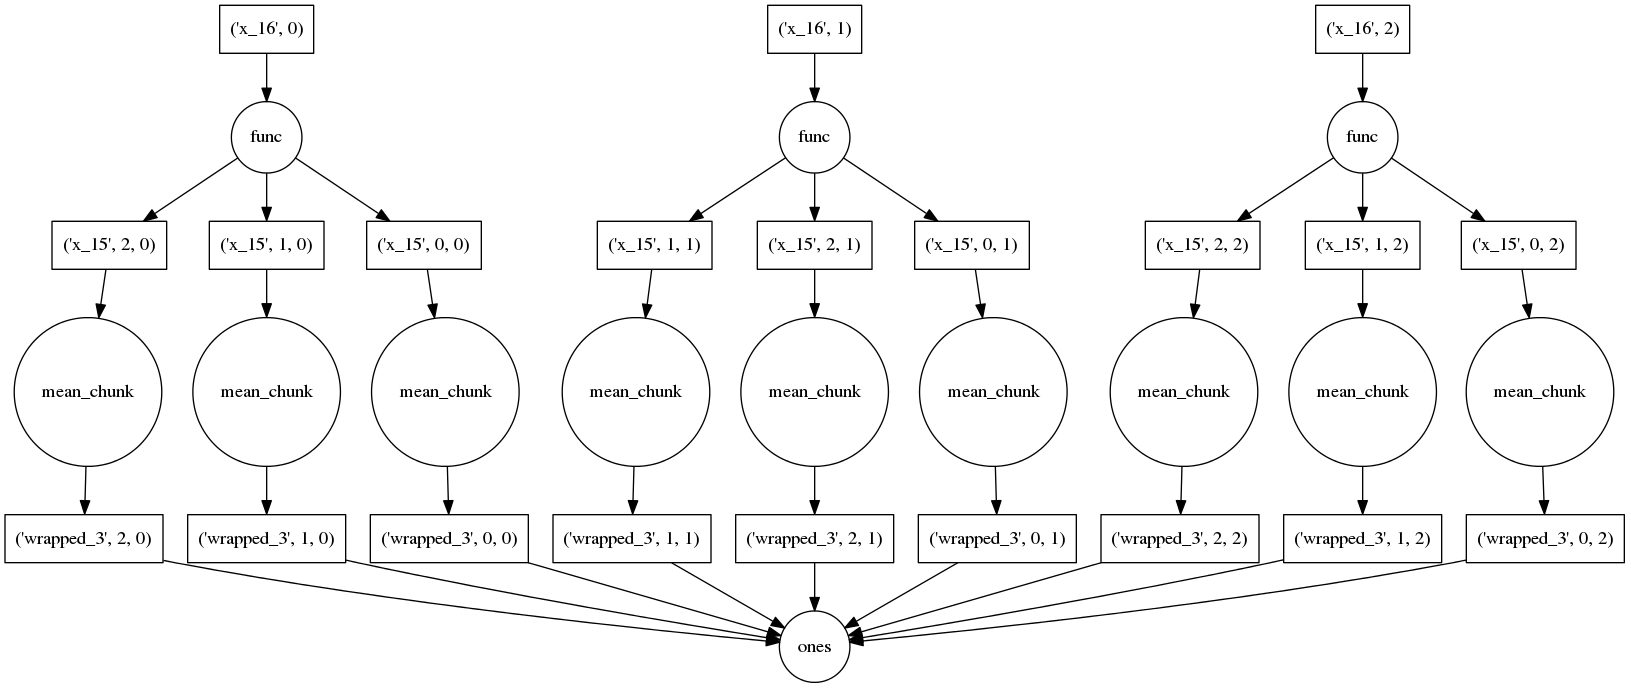 ('x_16', 0)
('x_16', 1)
('x_16', 2)
func
func
func
('x_15', 2, 0)
('x_15', 1, 0)
('x_15', 0, 0)
('x_15', 1, 1)
('x_15', 2, 1)
('x_15', 0, 1)
('x_15', 2, 2)
('x_15', 1, 2)
('x_15', 0, 2)
mean_chunk
mean_chunk
mean_chunk
mean_chunk
mean_chunk
mean_chunk
mean_chunk
mean_chunk
mean_chunk
('wrapped_3', 2, 0)
('wrapped_3', 1, 0)
('wrapped_3', 0, 0)
('wrapped_3', 1, 1)
('wrapped_3', 2, 1)
('wrapped_3', 0, 1)
('wrapped_3', 2, 2)
('wrapped_3', 1, 2)
('wrapped_3', 0, 2)
ones